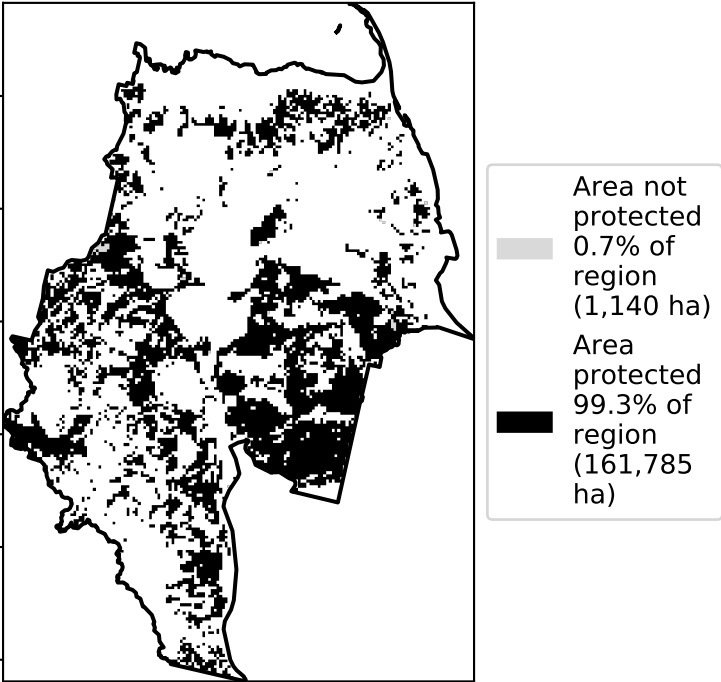 Area not
protected
0.7% of
region
(1,140 ha)
Area
protected
99.3% of
region
(161,785
ha)